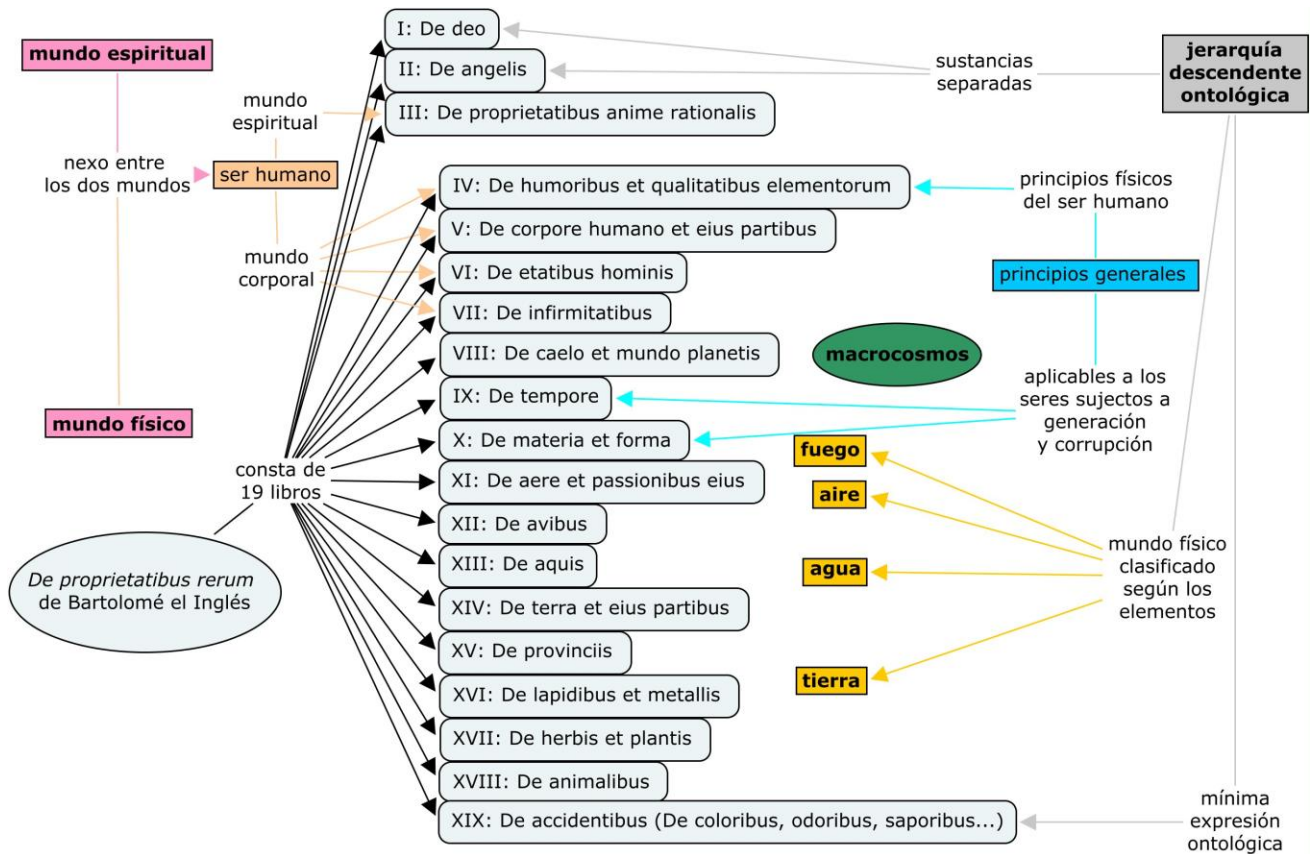 mundo espiritual
mundo
espiritual
nexo entre
los dos mundos
ser humano
mundo
corporal
mundo físico
consta de
19 libros
De proprietatibus rerum
de Bartolomé el Inglés
I: De deo
II: De angelis
III: De proprietatibus anime rationalis
IV: De humoribus et qualitatibus elementorum
V: De corpore humano et eius partibus
VI: De etatibus hominis
VII: De infirmitatibus
VIII: De caelo et mundo planetis
IX: De tempore
X: De materia et forma
XI: De aere et passionibus eius
XII: De avibus
XIII: De aquis
XIV: De terra et eius partibus
XV: De provinciis
XVI: De lapidibus et metallis
XVII: De herbis et plantis
XVIII: De animalibus
XIX: De accidentibus (De coloribus, odoribus, saporibus...)
sustancias
separadas
jerarquía
descendente
ontológica
principios físicos
del ser humano
principios generales
macrocosmos
aplicables a los
seres sujectos a
generación
y corrupción
fuego
aire
agua
tierra
mundo físico
clasificado
según los
elementos
mínima
expresión
ontológica